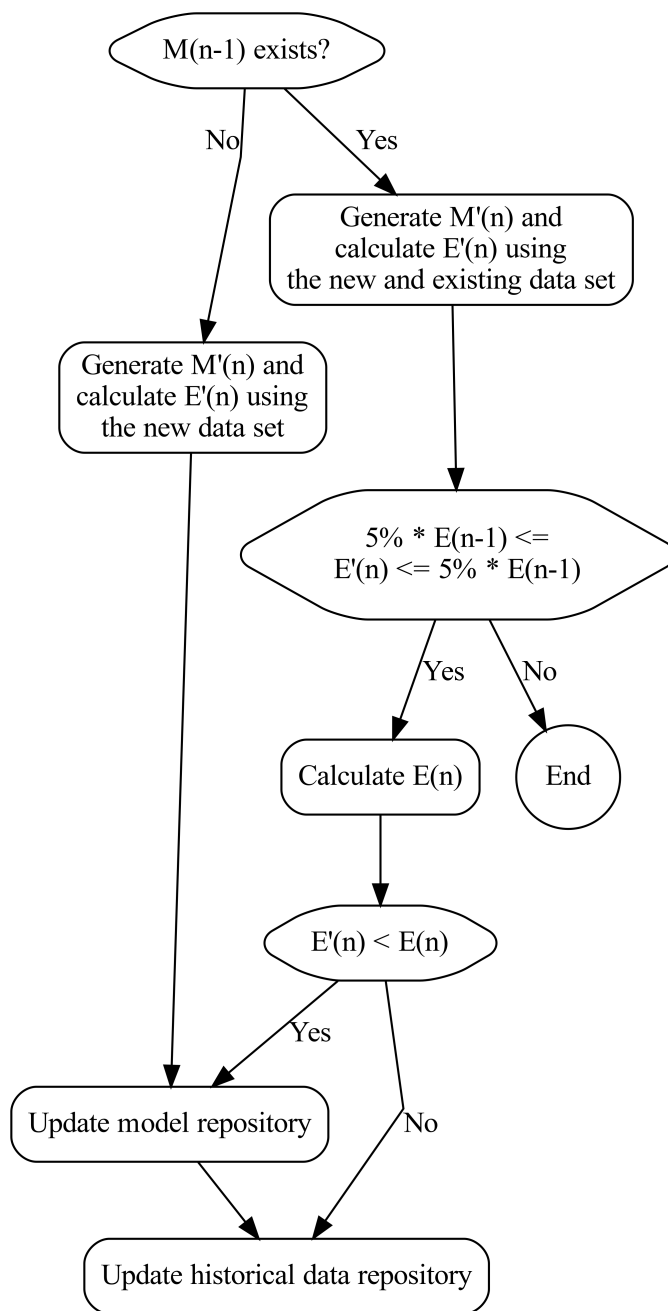 M(n-1) exists?
No
Yes
Generate M'(n) and
calculate E'(n) using
the new and existing data set
Generate M'(n) and
calculate E'(n) using
the new data set
5% * E(n-1) <=
E'(n) <= 5% * E(n-1)
Yes
No
Calculate E(n)
End
E'(n) < E(n)
Yes
No
Update model repository
Update historical data repository